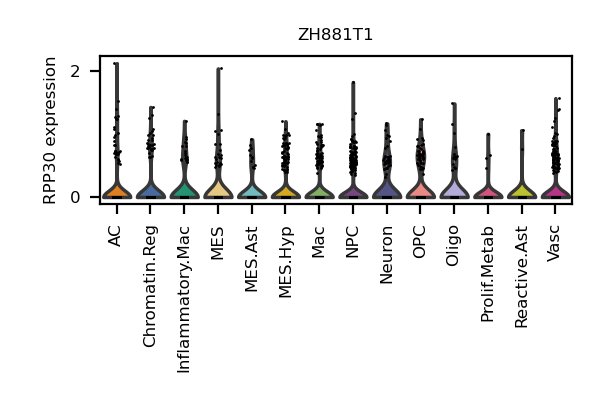 ZH881T1
RPP30 expression
2
0
AC
Chromatin.Reg
Inflammatory.Mac
MES
MES.Ast
MES.Hyp
Mac
NPC
Neuron
OPC
Oligo
Prolif.Metab
Reactive.Ast
Vasc